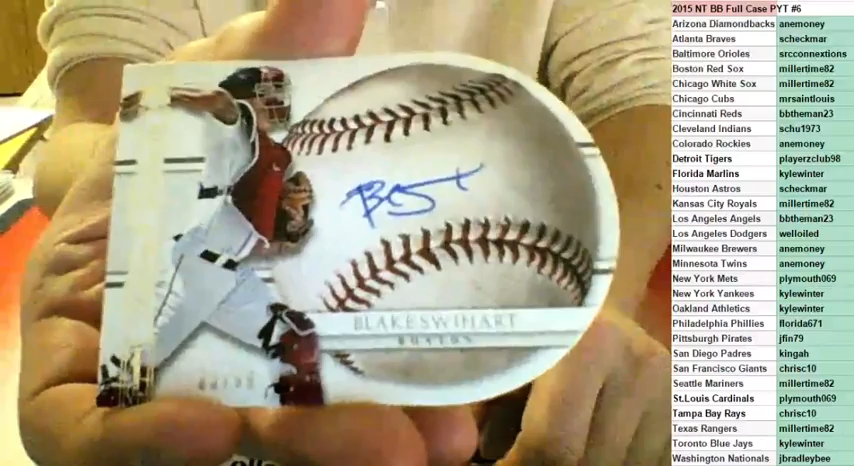 BLAKE SWIHART
BOSTON
2015 NT BB Full Case PYT #6
Arizona Diamondbacks anemoney
Atlanta Braves scheckmar
Baltimore Orioles srcconnextions
Boston Red Sox millertime82
Chicago White Sox millertime82
Chicago Cubs mrsaintlouis
Cincinnati Reds bbtheman23
Cleveland Indians schu1973
Colorado Rockies anemoney
Detroit Tigers playerzclub98
Florida Marlins kylewinter
Houston Astros scheckmar
Kansas City Royals millertime82
Los Angeles Angels bbtheman23
Los Angeles Dodgers welloiled
Milwaukee Brewers anemoney
Minnesota Twins anemoney
New York Mets plymouth069
New York Yankees kylewinter
Oakland Athletics kylewinter
Philadelphia Phillies florida671
Pittsburgh Pirates jfin79
San Diego Padres kingah
San Francisco Giants chrisc10
Seattle Mariners millertime82
St.Louis Cardinals plymouth069
Tampa Bay Rays chrisc10
Texas Rangers millertime82
Toronto Blue Jays kylewinter
Washington Nationals jbradleybee